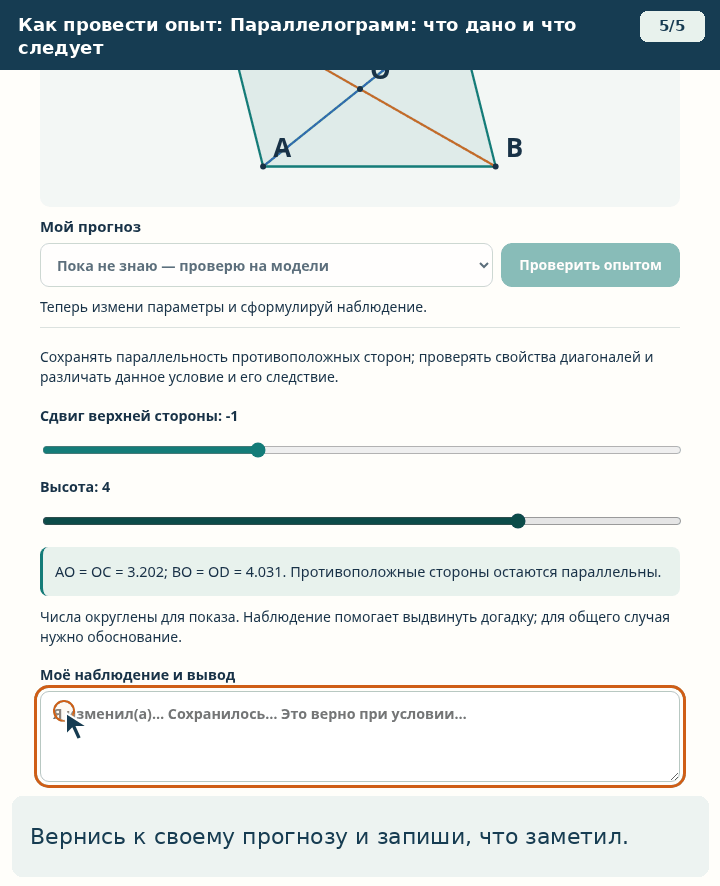 Как провести опыт: Параллелограмм: что дано и что
следует
5/5
O
A
B
Мой прогноз
Пока не знаю — проверю на модели
Проверить опытом
Теперь измени параметры и сформулируй наблюдение.
Сохранять параллельность противоположных сторон; проверять свойства диагоналей и
различать данное условие и его следствие.
Сдвиг верхней стороны: -1
Высота: 4
AO = OC = 3.202; BO = OD = 4.031. Противоположные стороны остаются параллельны.
Числа округлены для показа. Наблюдение помогает выдвинуть догадку; для общего случая
нужно обоснование.
Моё наблюдение и вывод
Я изменил(а)... Сохранилось... Это верно при условии...
Вернись к своему прогнозу и запиши, что заметил.